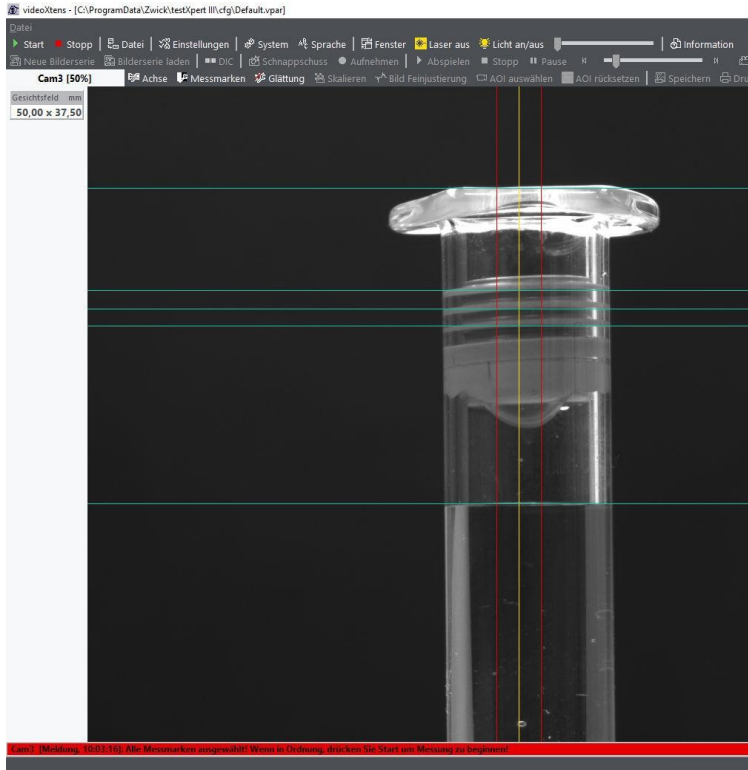 videoXtens - [C:\ProgramData\Zwick\testXpert III\cfg\Default.vpar]
Datei
Start Stopp Datei Einstellungen System Sprache Fenster Laser aus Licht an/aus Information
Neue Bilderserie Bilderserie laden DIC Schnappschuss Aufnehmen Abspielen Stopp Pause
Cam3 [50%] Achse Messmarken Glättung Skalieren Bild Feinjustierung AOI auswählen AOI rücksetzen Speichern Dru
Gesichtsfeld mm
50,00 x 37,50
Cam3 [Meldung, 10:03:16]: Alle Messmarken ausgewählt! Wenn in Ordnung, drücken Sie Start um Messung zu beginnen!